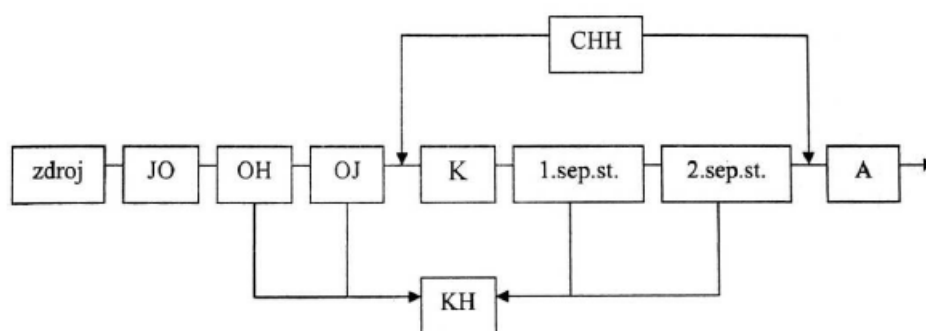 CHH
zdroj JO OH OJ K 1.sep.st. 2.sep.st. A
KH